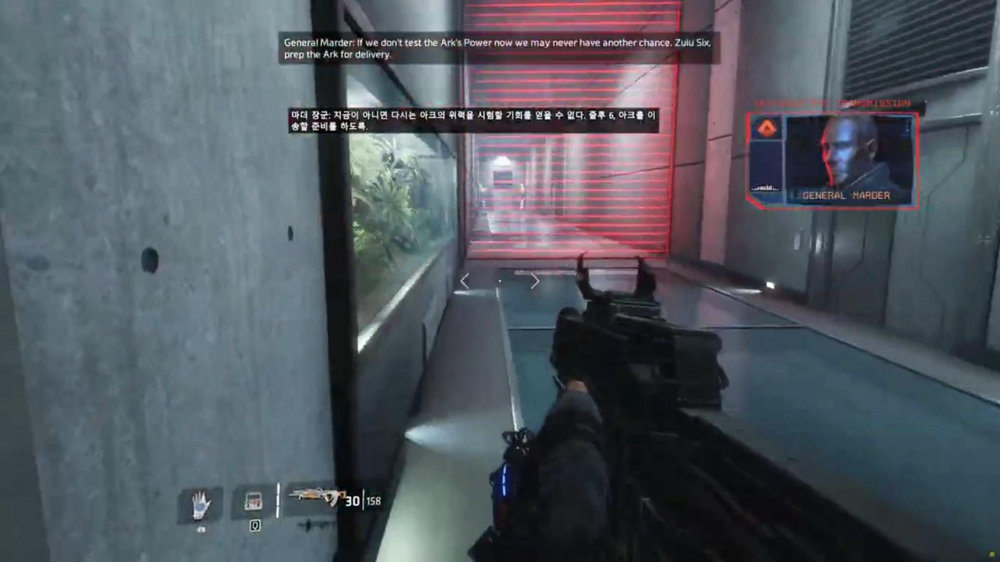 General Marder: If we don't test the Ark's Power now we may never have another chance. Zulu Six,
prep the Ark for delivery.
마더 장군: 지금이 아니면 다시는 아크의 위력을 시험할 기회를 얻을 수 없다. 줄루 6, 아크를 이
송할 준비를 하도록.
TRANSMISSION
GENERAL MARDER
30 158
Q